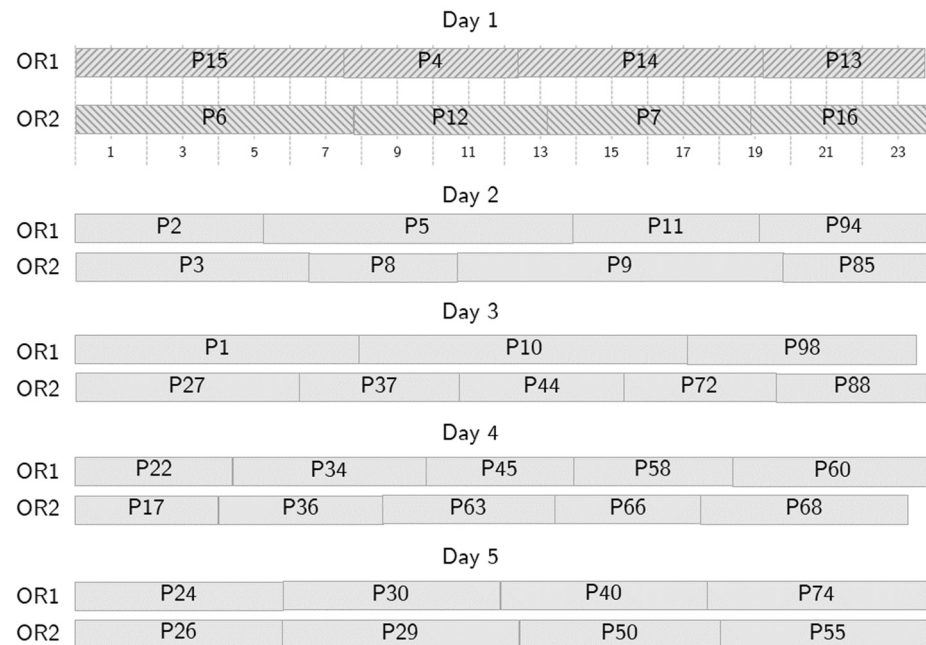 Day 1
OR1 P15 P4 P14 P13
OR2 P6 P12 P7 P16
1 3 5 7 9 11 13 15 17 19 21 23
Day 2
OR1 P2 P5 P11 P94
OR2 P3 P8 P9 P85
Day 3
OR1 P1 P10 P98
OR2 P27 P37 P44 P72 P88
Day 4
OR1 P22 P34 P45 P58 P60
OR2 P17 P36 P63 P66 P68
Day 5
OR1 P24 P30 P40 P74
OR2 P26 P29 P50 P55